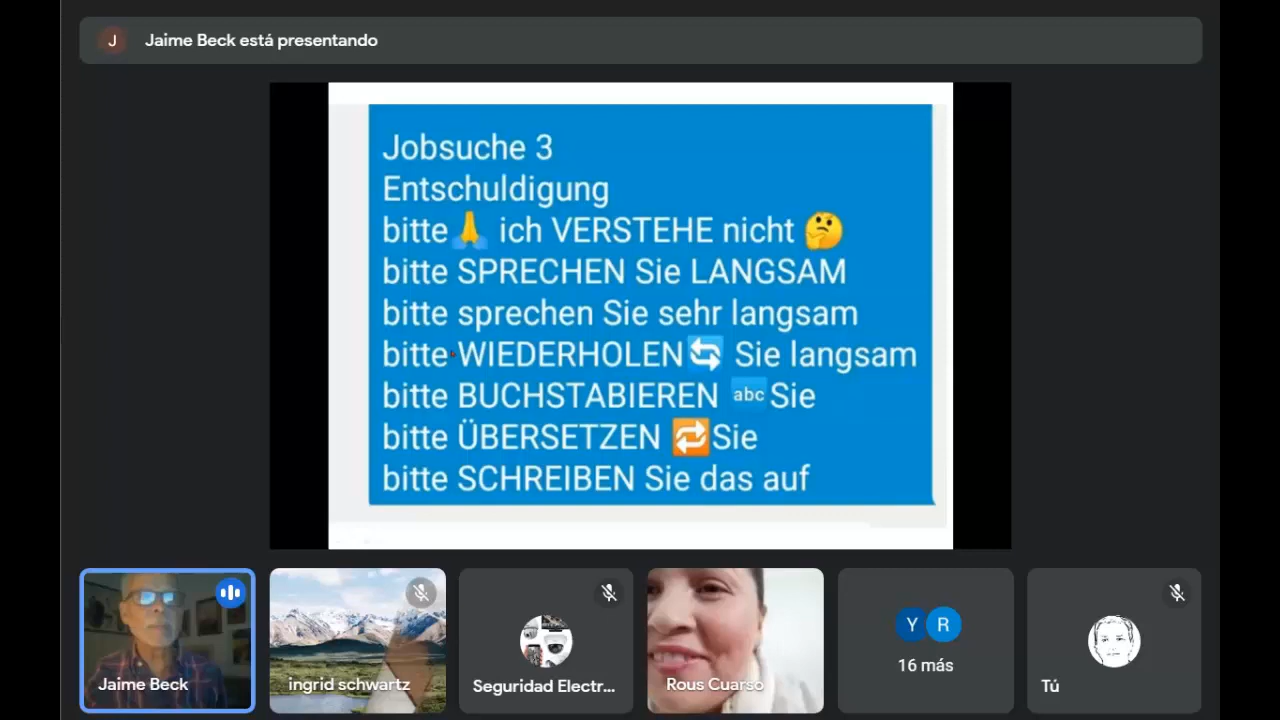 J
Jaime Beck está presentando
Jobsuche 3
Entschuldigung
bitte🙏 ich VERSTEHE nicht 🤔
bitte SPRECHEN Sie LANGSAM
bitte sprechen Sie sehr langsam
bitte WIEDERHOLEN🔄 Sie langsam
bitte BUCHSTABIEREN 🔤Sie
bitte ÜBERSETZEN 🔁Sie
bitte SCHREIBEN Sie das auf
Jaime Beck
ingrid schwartz
Seguridad Electr...
Rous Cuarso
Y R
16 más
Tú